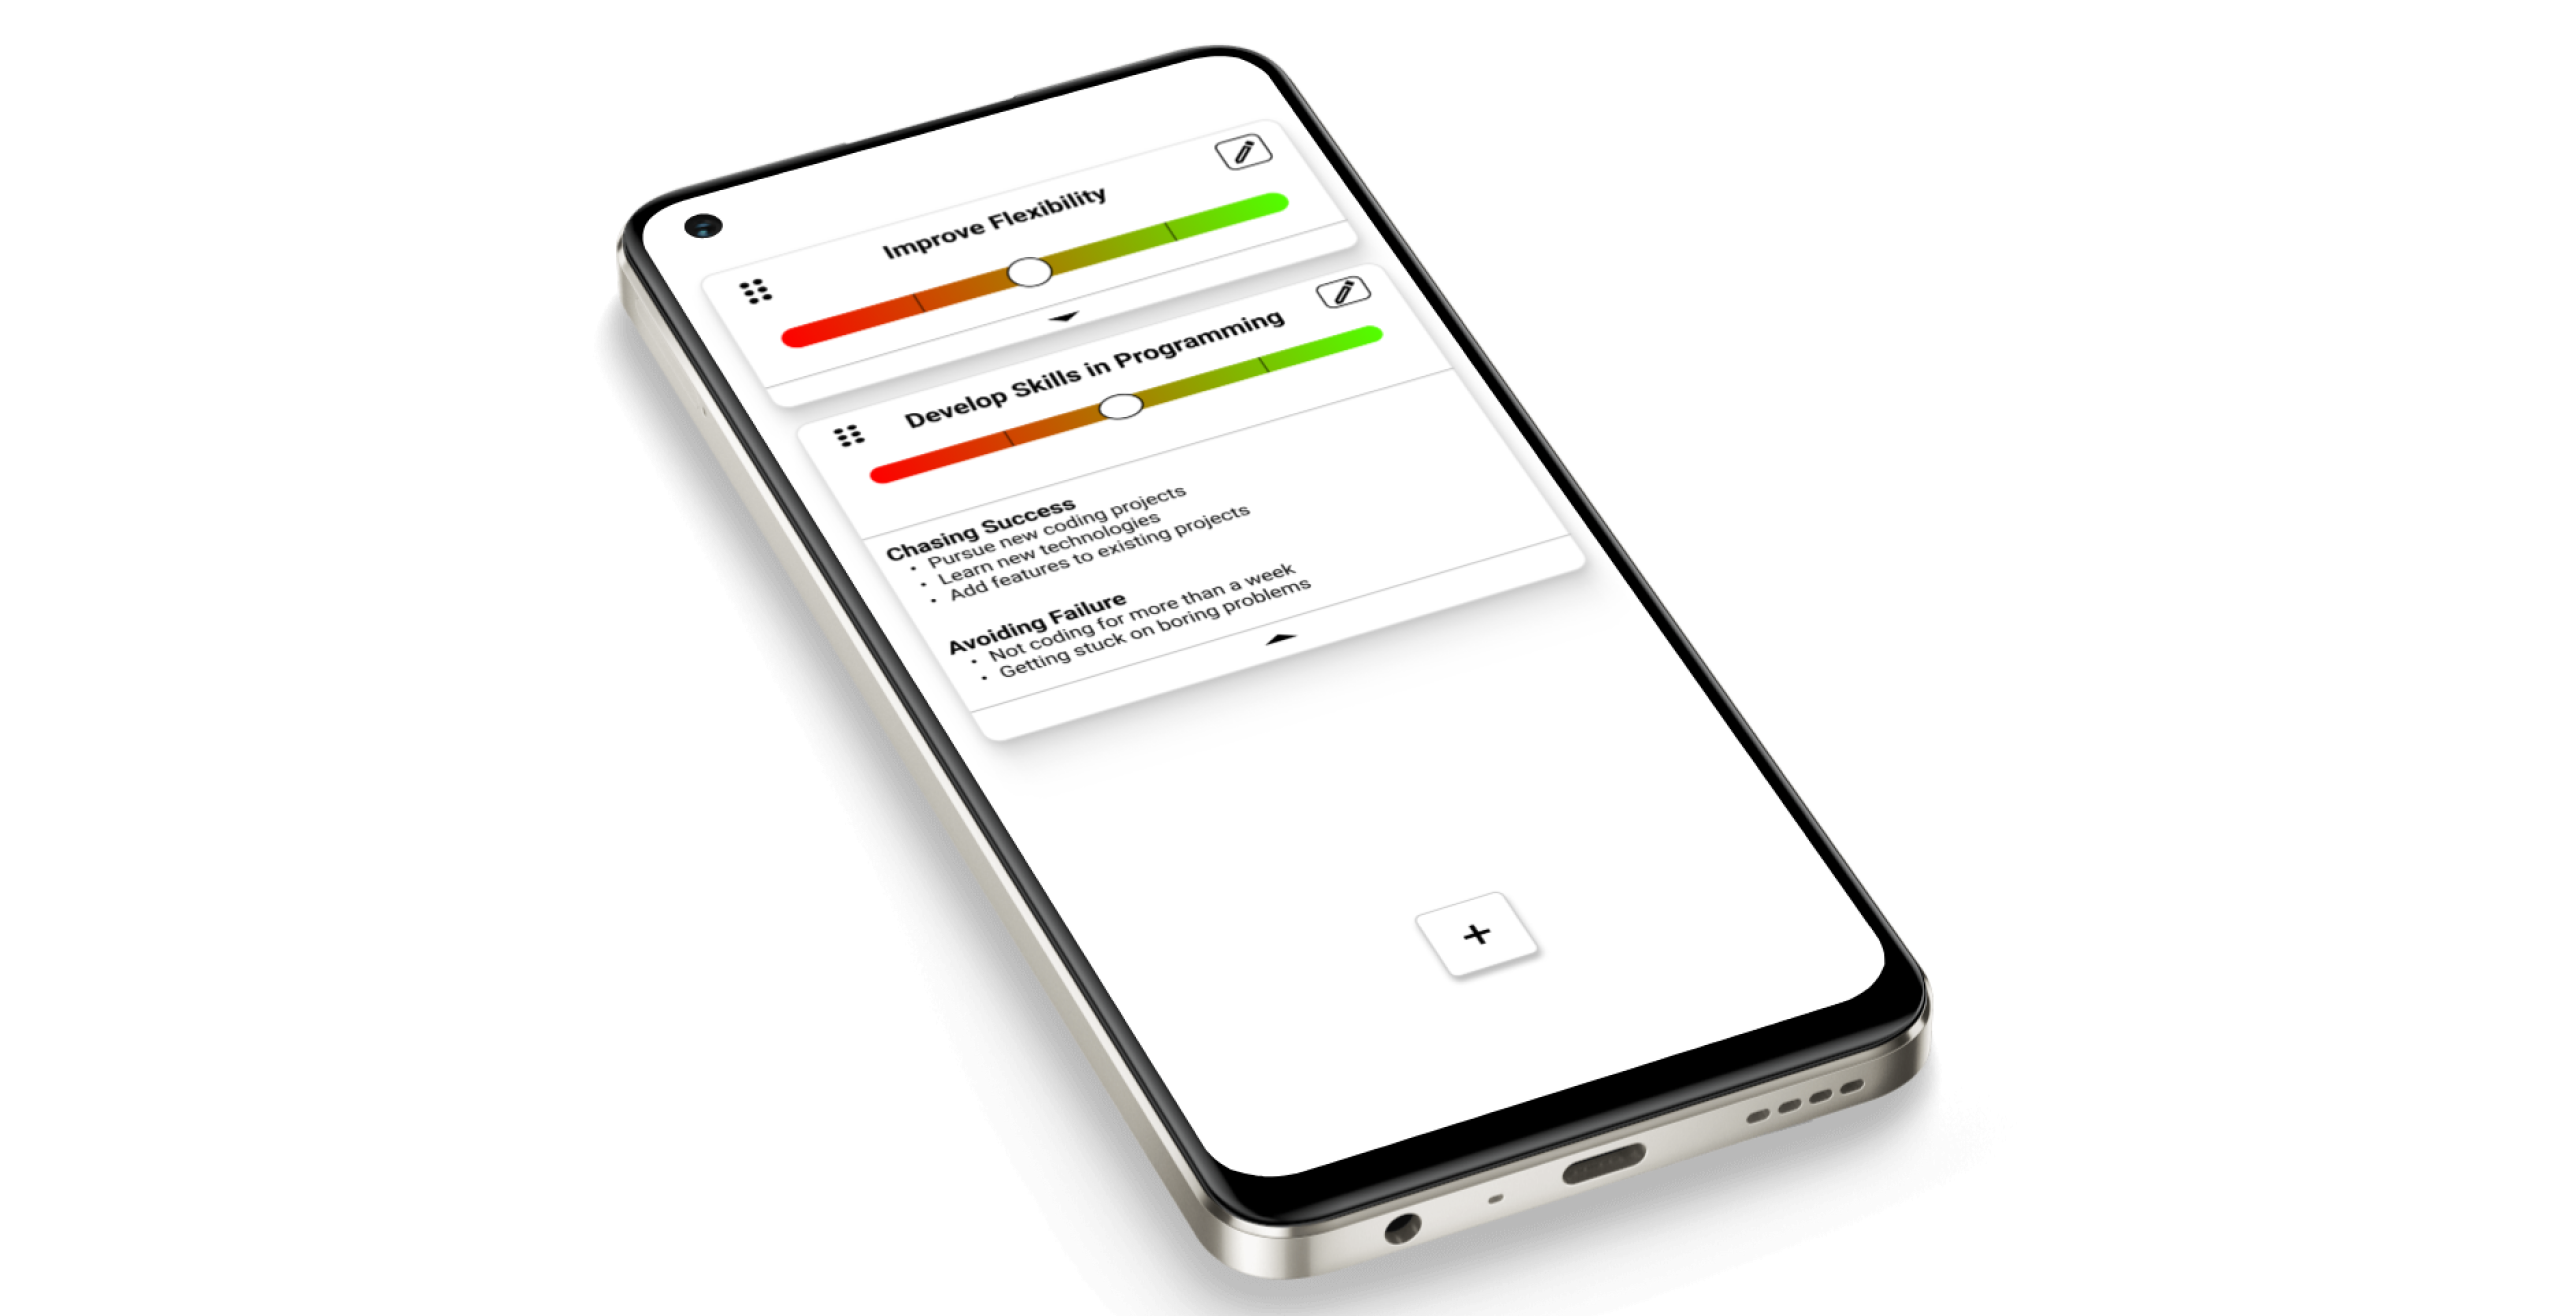 Improve Flexibility
Develop Skills in Programming
Chasing Success
• Pursue new coding projects
• Learn new technologies
• Add features to existing projects
Avoiding Failure
• Not coding for more than a week
• Getting stuck on boring problems
+